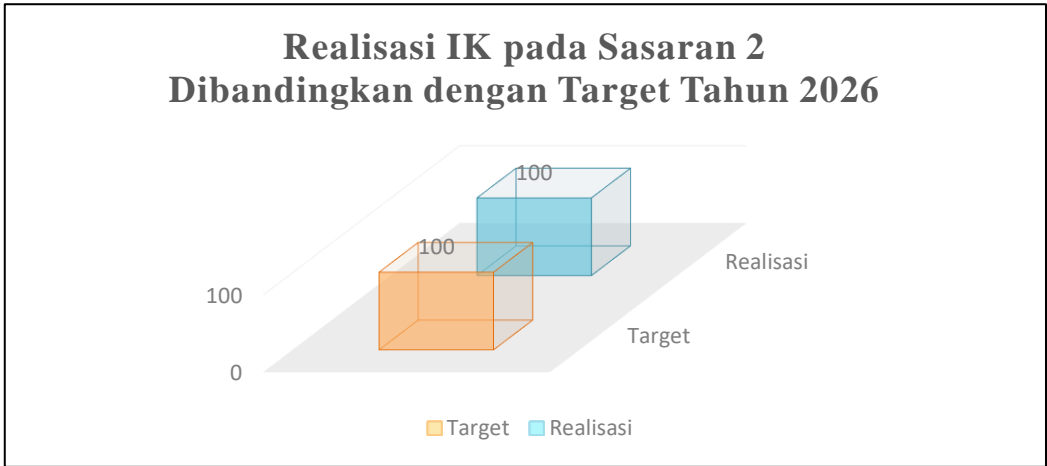 Realisasi IK pada Sasaran 2
Dibandingkan dengan Target Tahun 2026
100
100
Realisasi
100
Target
0
Target Realisasi